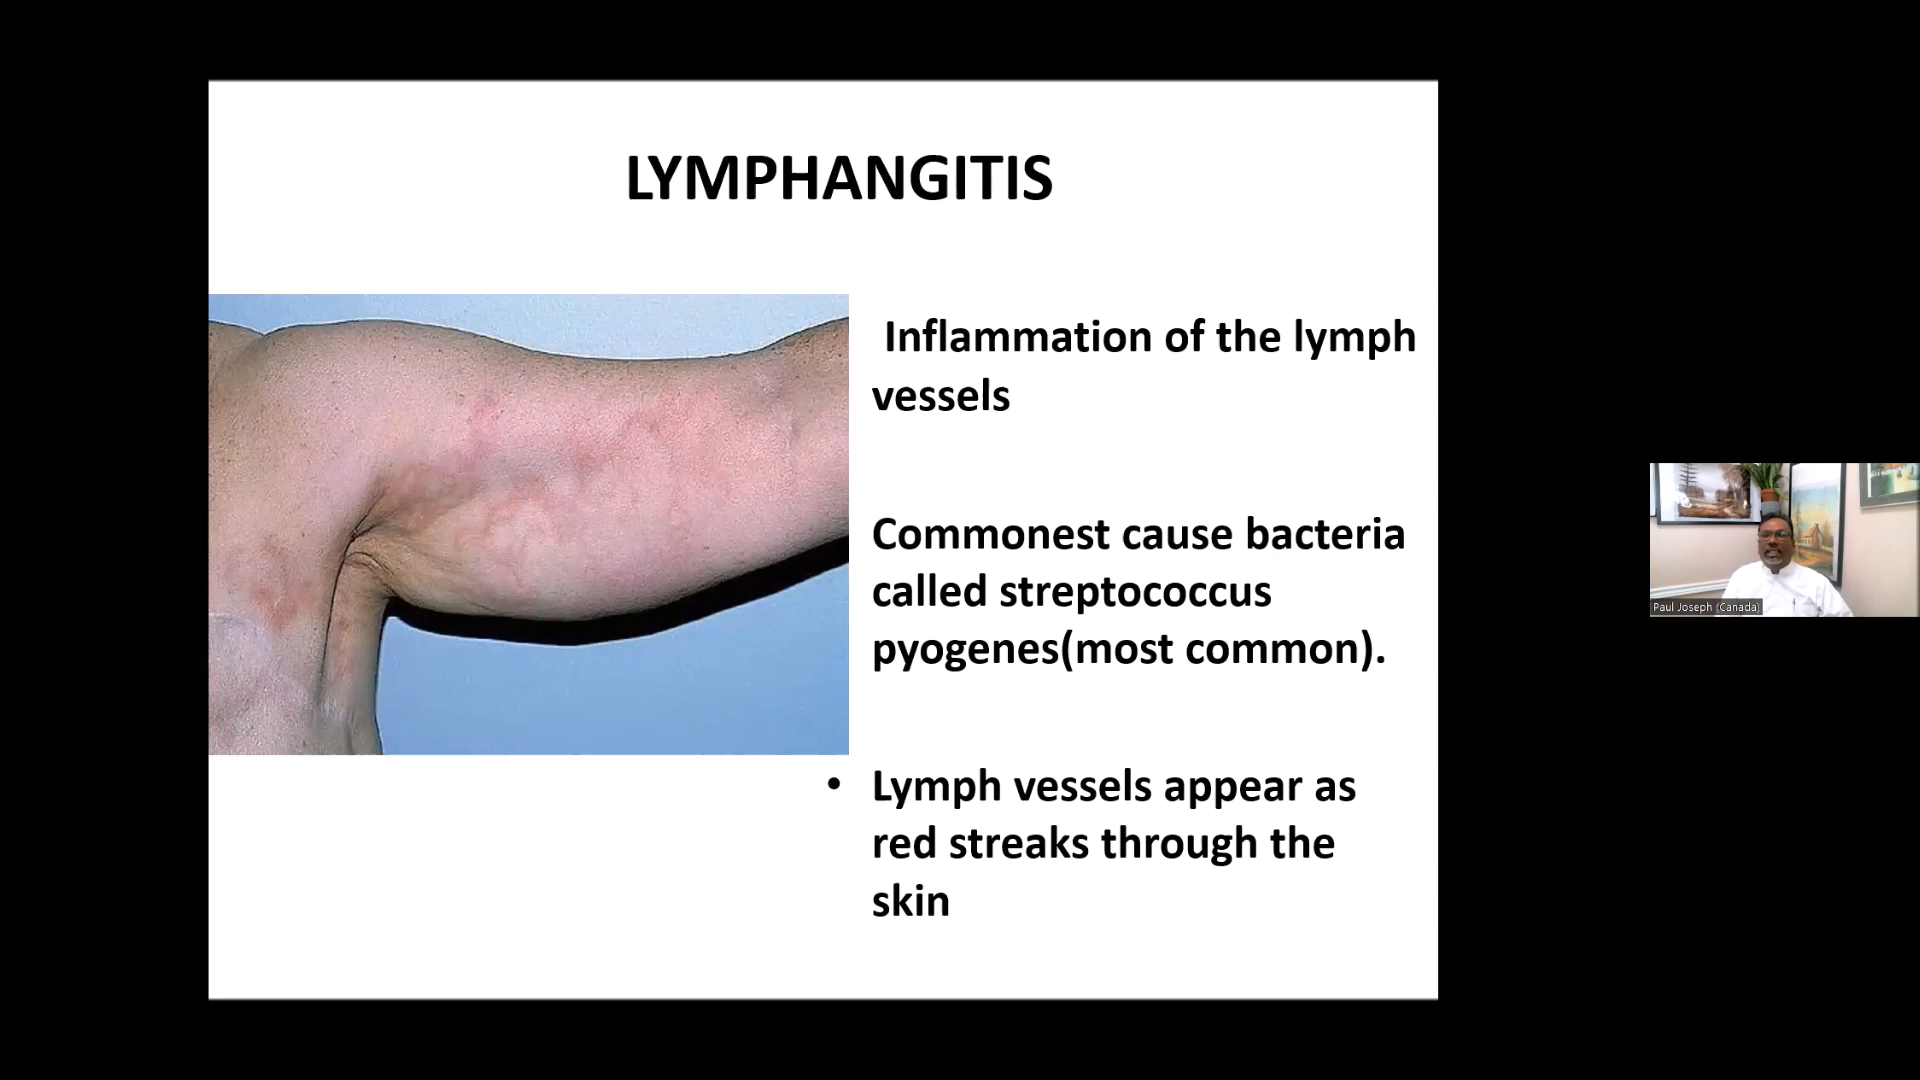 LYMPHANGITIS
Inflammation of the lymph
vessels
Commonest cause bacteria
called streptococcus
pyogenes(most common).
• Lymph vessels appear as
red streaks through the
skin
Paul Joseph (Canada)